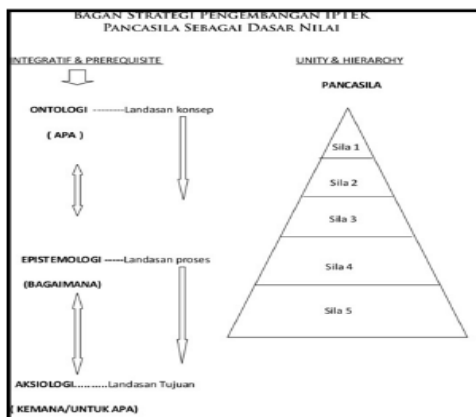 BAGAN STRATEGI PENGEMBANGAN IPTEK
PANCASILA SEBAGAI DASAR NILAI
INTEGRATIF & PREREQUISITE
UNITY & HIERARCHY
PANCASILA
ONTOLOGI --------Landasan konsep
( APA )
Sila 1
Sila 2
Sila 3
EPISTEMOLOGI -----Landasan proses
(BAGAIMANA)
Sila 4
Sila 5
AKSIOLOGI..........Landasan Tujuan
( KEMANA/UNTUK APA)